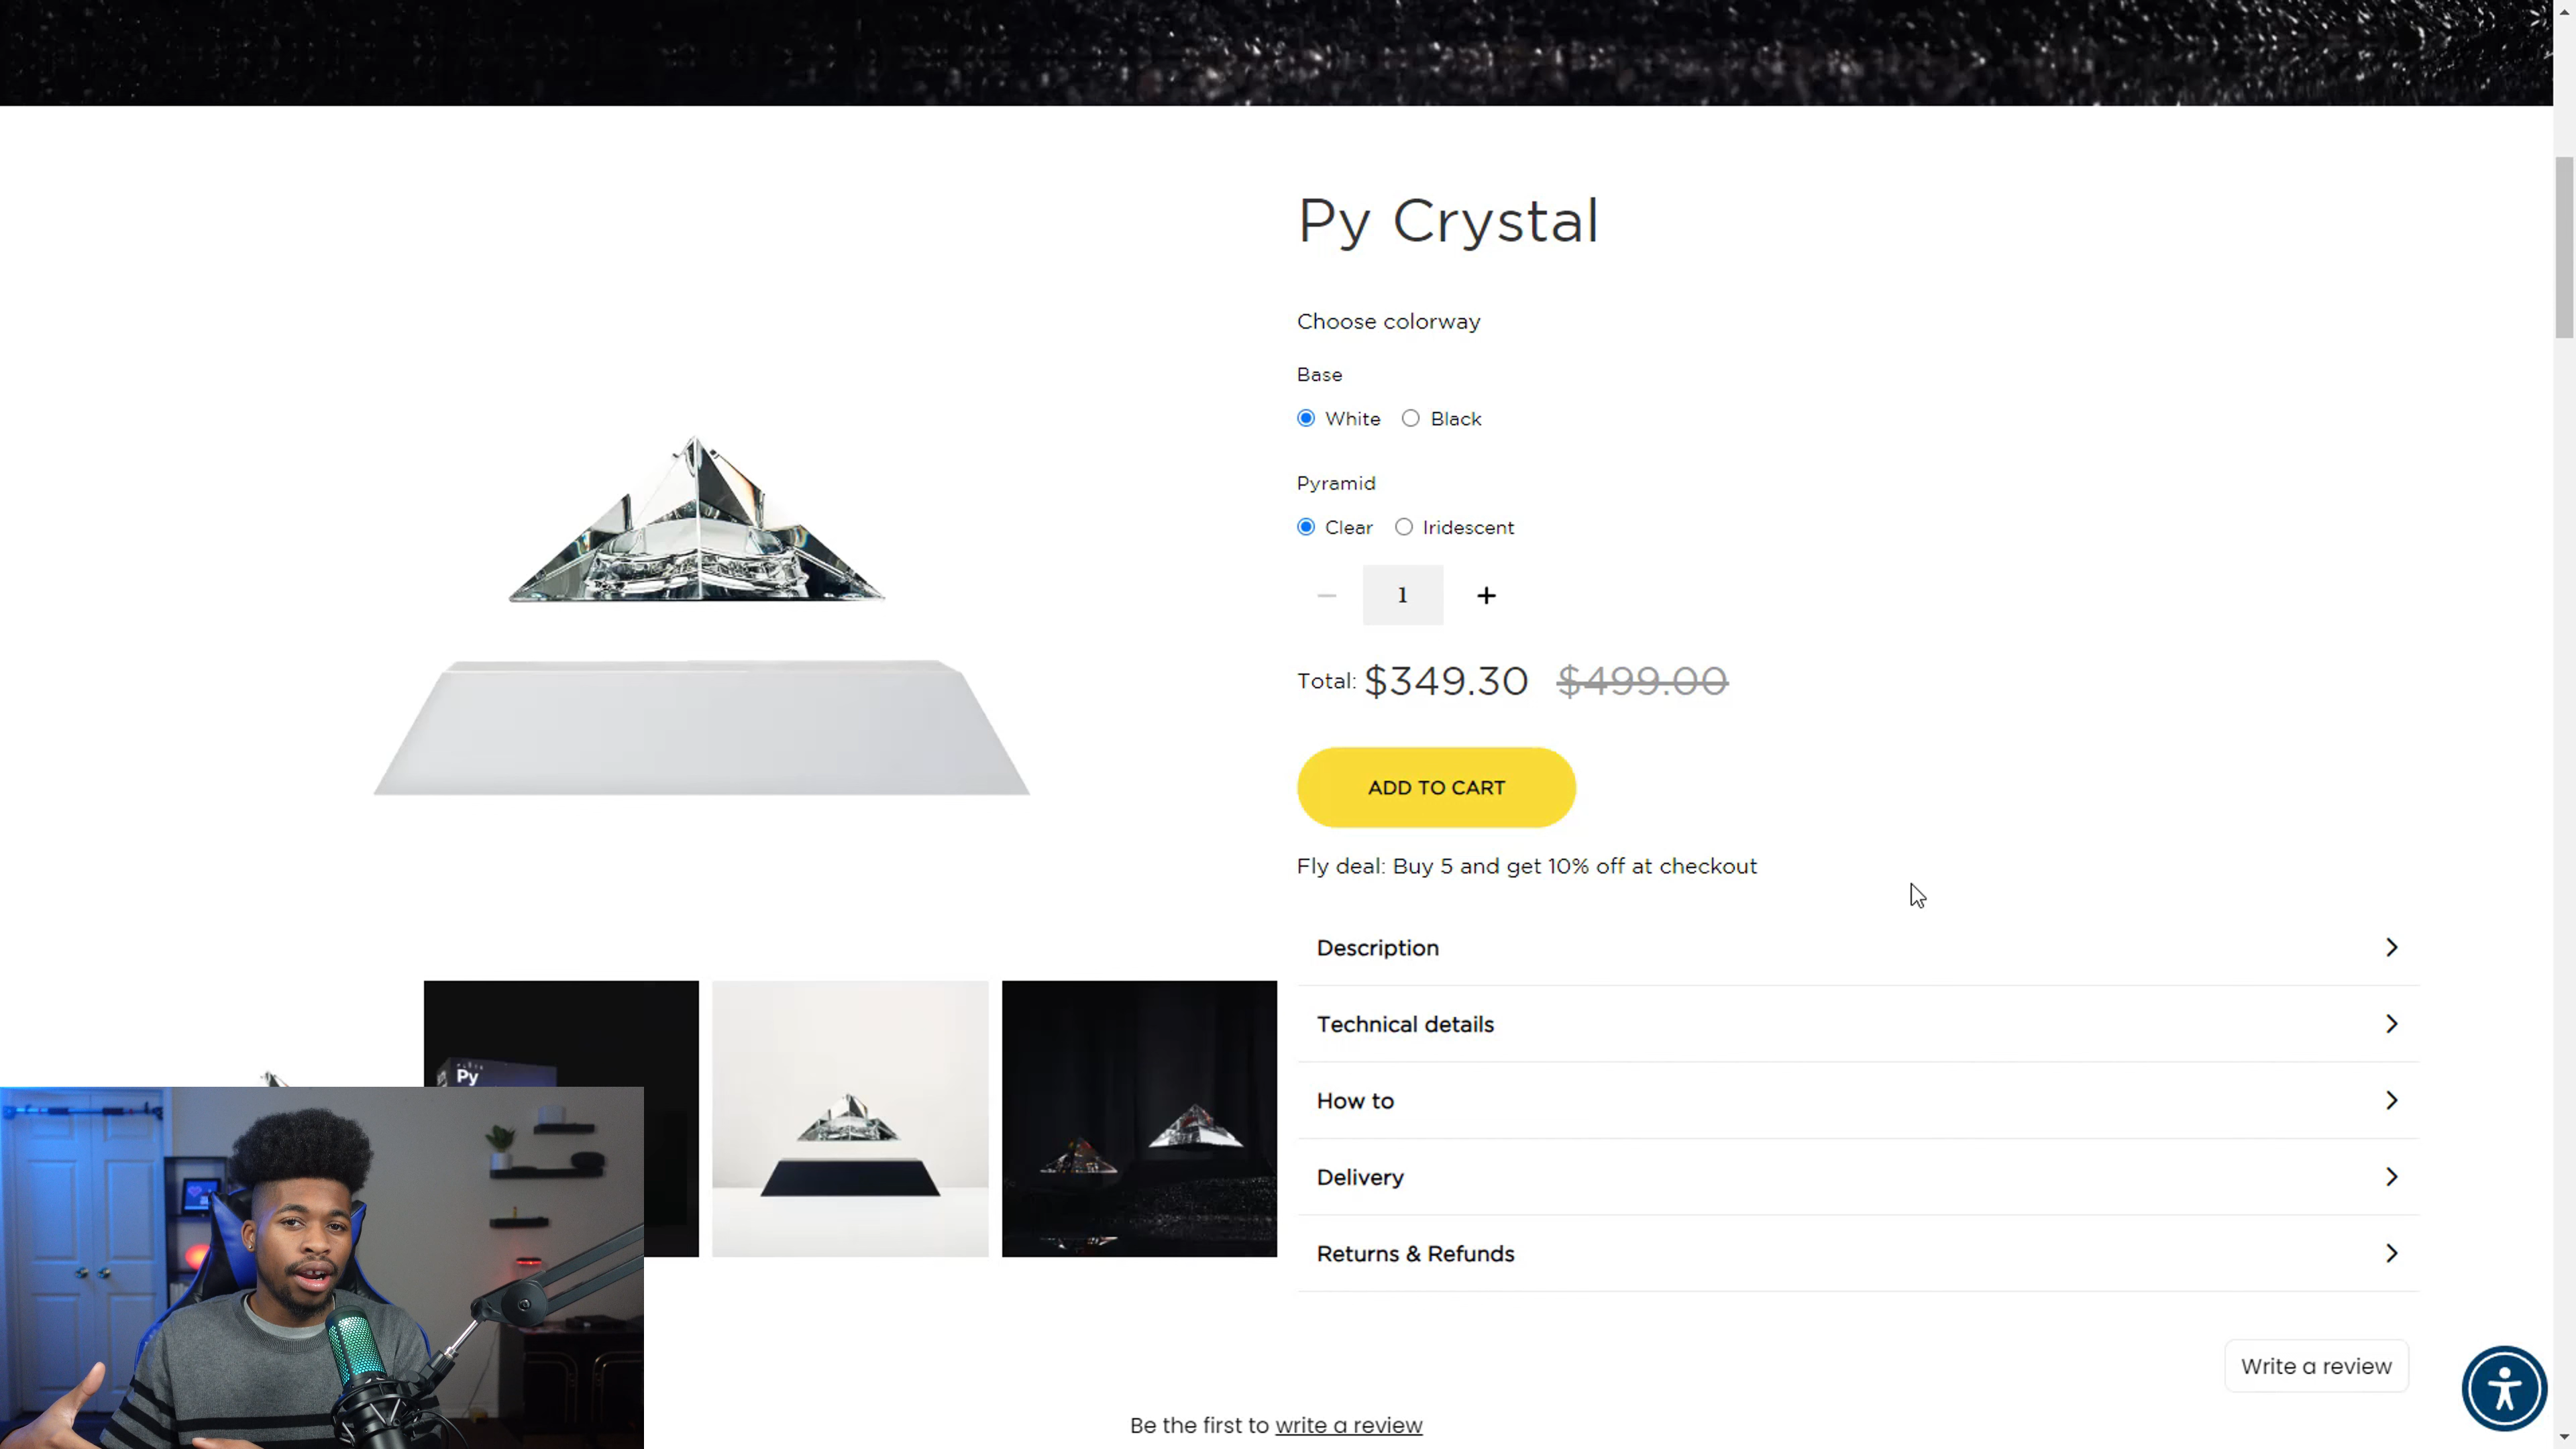 Py Crystal
Choose colorway
Base
White Black
Pyramid
Clear Iridescent
− 1 +
Total: $349.30 $499.00
ADD TO CART
Fly deal: Buy 5 and get 10% off at checkout
Description
Technical details
How to
Delivery
Returns & Refunds
Py
Write a review
Be the first to write a review